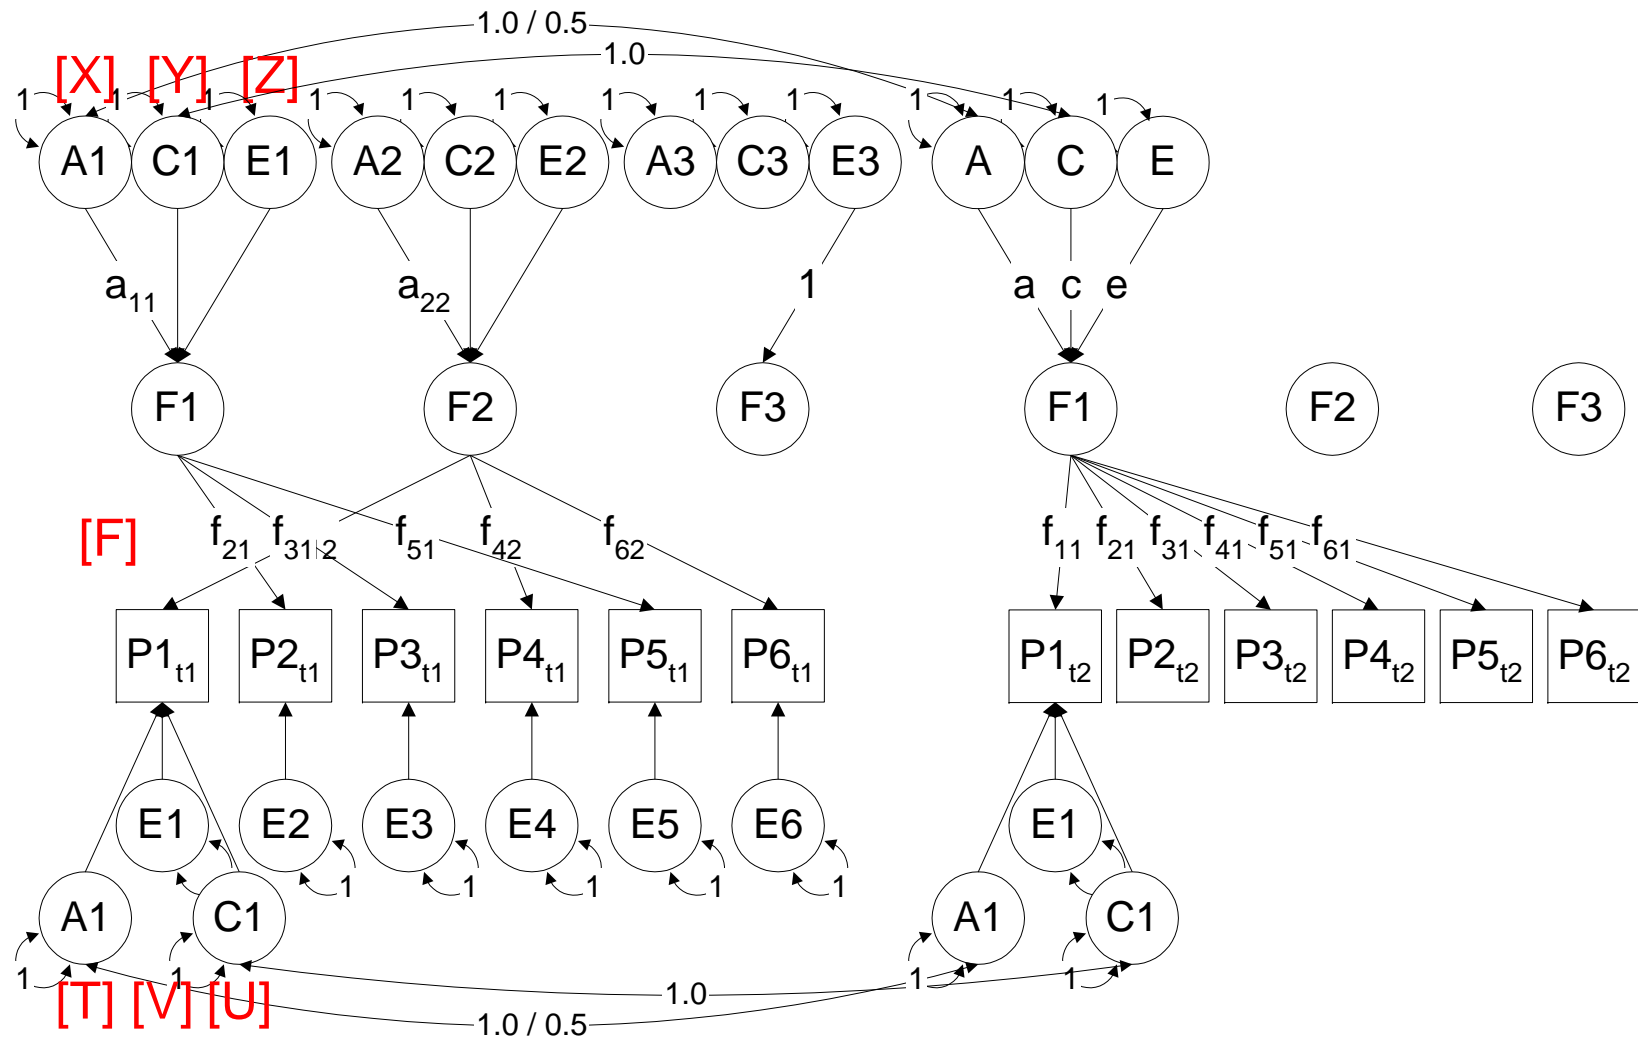 1.0 / 0.5
1.0
[X] [Y] [Z]
1 1 1 1 1 1 1 1 1 1 1 1
A1 C1 E1 A2 C2 E2 A3 C3 E3 A C E
a11 a22 1 a c e
F1 F2 F3 F1 F2 F3
[F] f21 f31 2 f51 f42 f62 f11 f21 f31 f41 f51 f61
P1t1 P2t1 P3t1 P4t1 P5t1 P6t1 P1t2 P2t2 P3t2 P4t2 P5t2 P6t2
E1 E2 E3 E4 E5 E6 E1
1 1 1 1 1
A1 C1 A1 C1
1 1 1 1
[T] [V] [U] 1.0
1.0 / 0.5